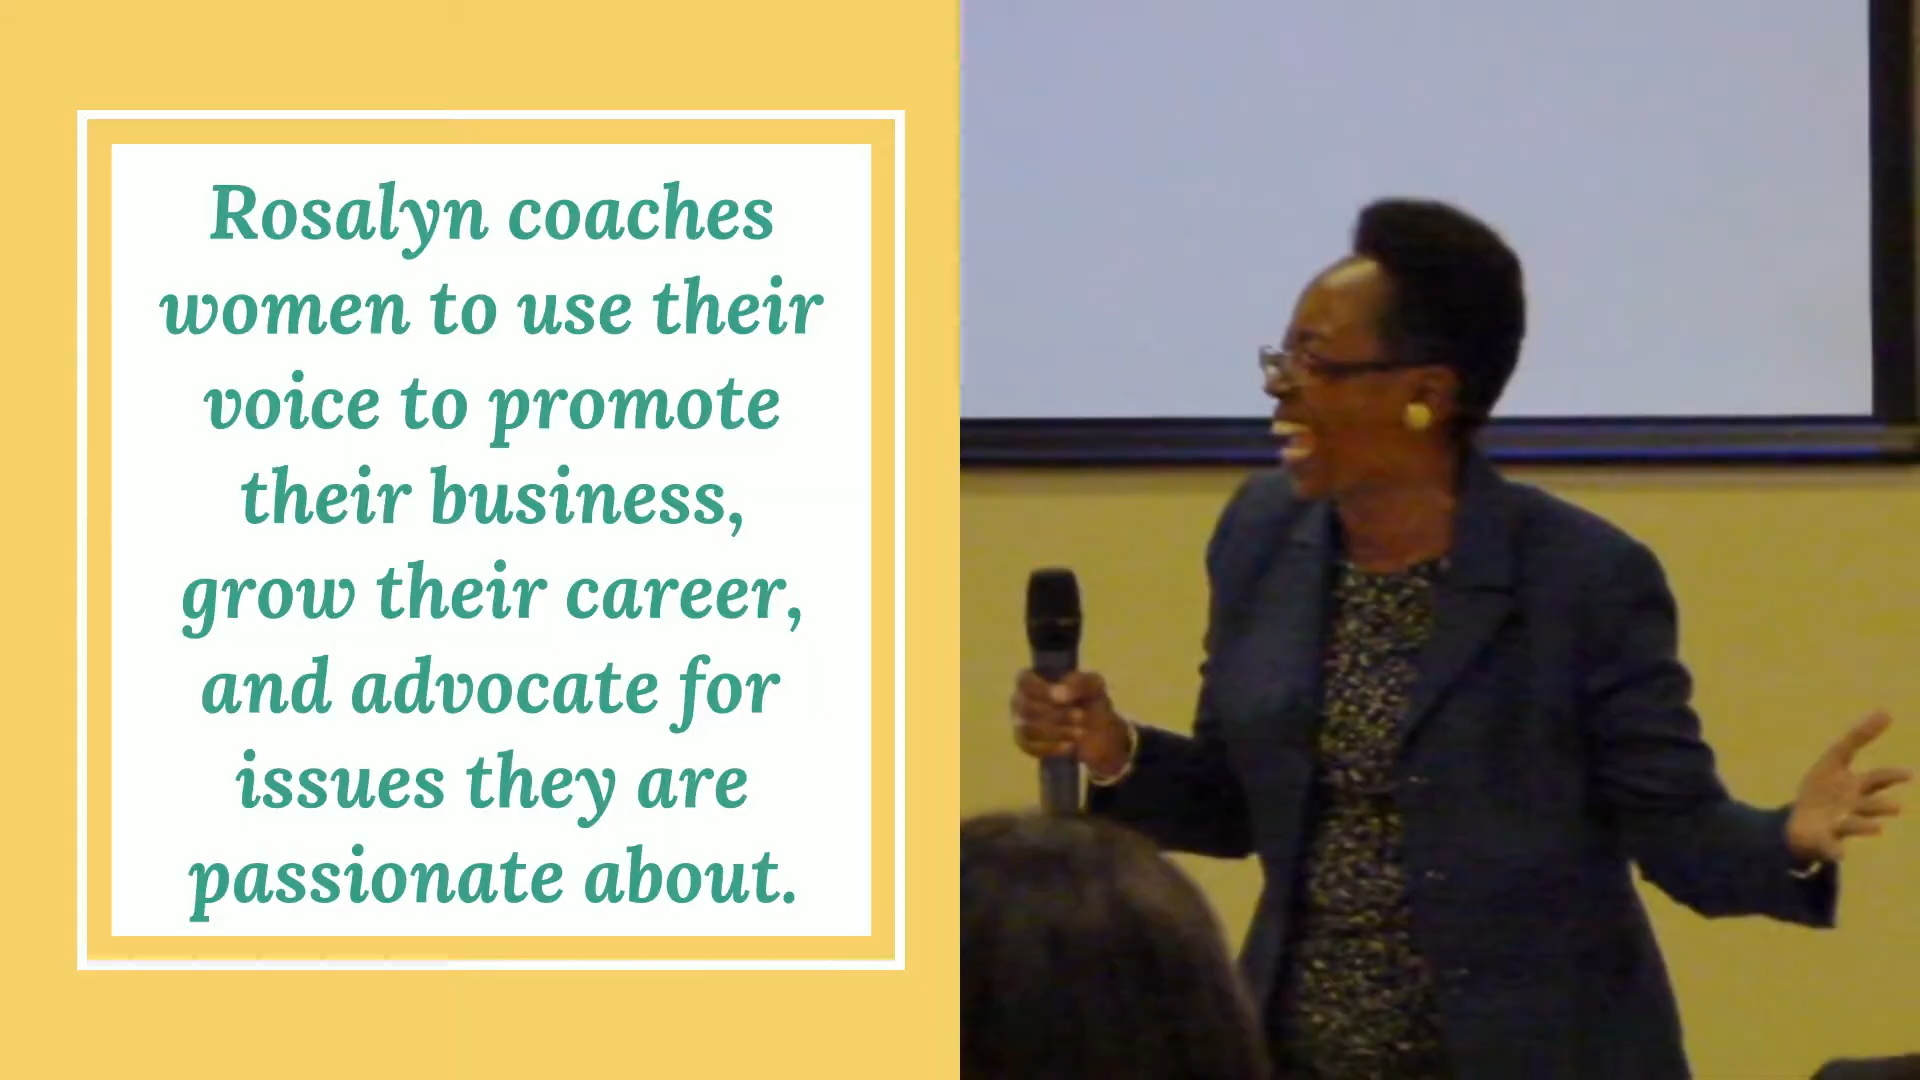 Rosalyn coaches
women to use their
voice to promote
their business,
grow their career,
and advocate for
issues they are
passionate about.